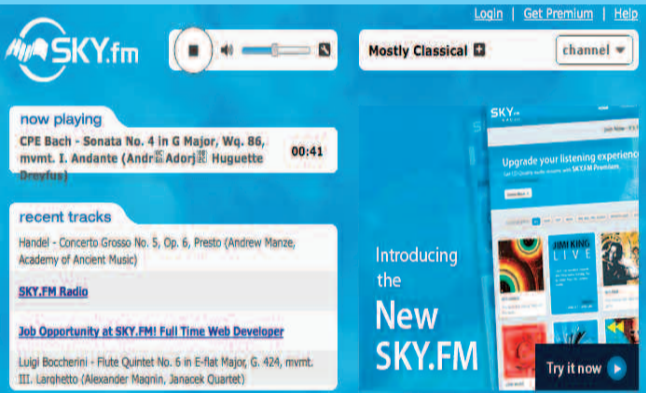 Login | Get Premium | Help
SKY.fm
Mostly Classical
channel
now playing
CPE Bach - Sonata No. 4 in G Major, Wq. 86,
mvmt. I. Andante (Andr Adorj Huguette
Dreyfus)
00:41
recent tracks
Handel - Concerto Grosso No. 5, Op. 6, Presto (Andrew Manze,
Academy of Ancient Music)
SKY.FM Radio
Job Opportunity at SKY.FM! Full Time Web Developer
Luigi Boccherini - Flute Quintet No. 6 in E-flat Major, G. 424, mvmt.
III. Larghetto (Alexander Magnin, Janacek Quartet)
SKY.FM
Upgrade your listening experience
Introducing
the
New
SKY.FM
JIMI KING
LIVE
Try it now